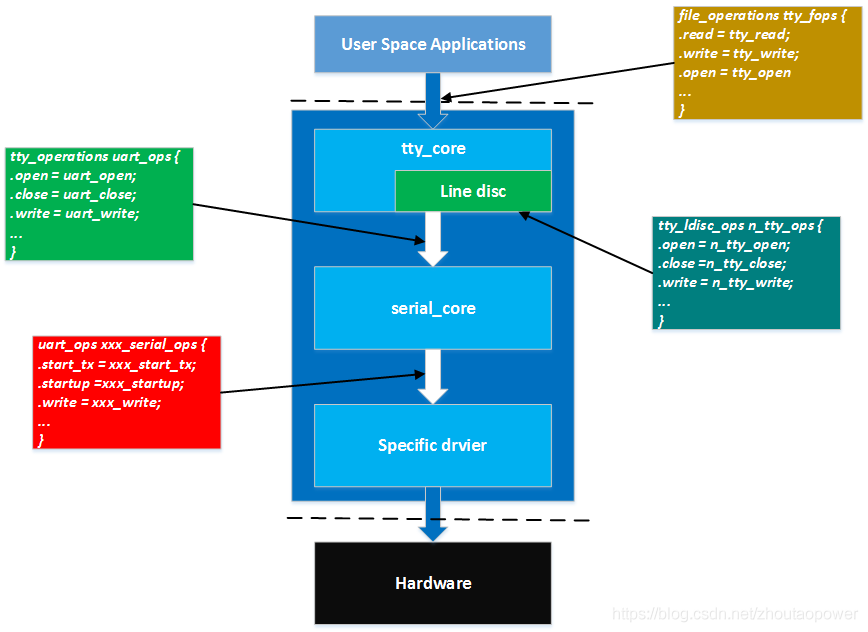 User Space Applications
file_operations tty_fops {
.read = tty_read;
.write = tty_write;
.open = tty_open
...
}
tty_core
Line disc
tty_operations uart_ops {
.open = uart_open;
.close = uart_close;
.write = uart_write;
...
}
tty_ldisc_ops n_tty_ops {
.open = n_tty_open;
.close =n_tty_close;
.write = n_tty_write;
...
}
serial_core
uart_ops xxx_serial_ops {
.start_tx = xxx_start_tx;
.startup =xxx_startup;
.write = xxx_write;
...
}
Specific drvier
Hardware
https://blog.csdn.net/zhoutaopower